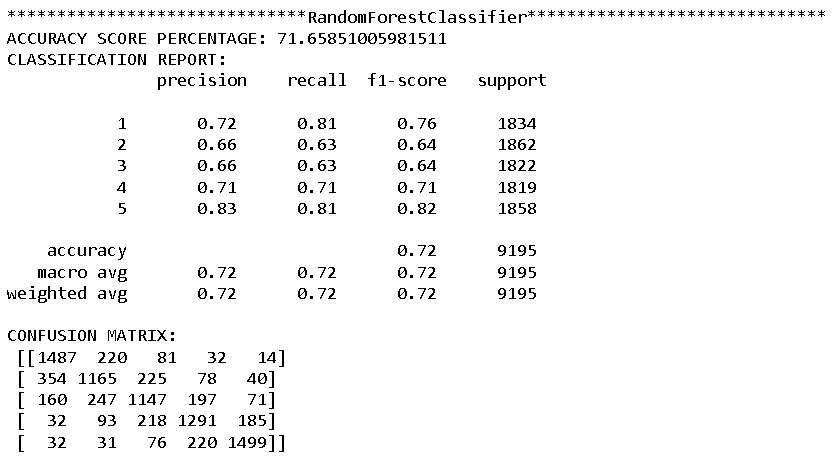 ******************************RandomForestClassifier******************************
ACCURACY SCORE PERCENTAGE: 71.65851005981511
CLASSIFICATION REPORT:
precision recall f1-score support
1 0.72 0.81 0.76 1834
2 0.66 0.63 0.64 1862
3 0.66 0.63 0.64 1822
4 0.71 0.71 0.71 1819
5 0.83 0.81 0.82 1858
accuracy 0.72 9195
macro avg 0.72 0.72 0.72 9195
weighted avg 0.72 0.72 0.72 9195
CONFUSION MATRIX:
[[1487 220 81 32 14]
[ 354 1165 225 78 40]
[ 160 247 1147 197 71]
[ 32 93 218 1291 185]
[ 32 31 76 220 1499]]